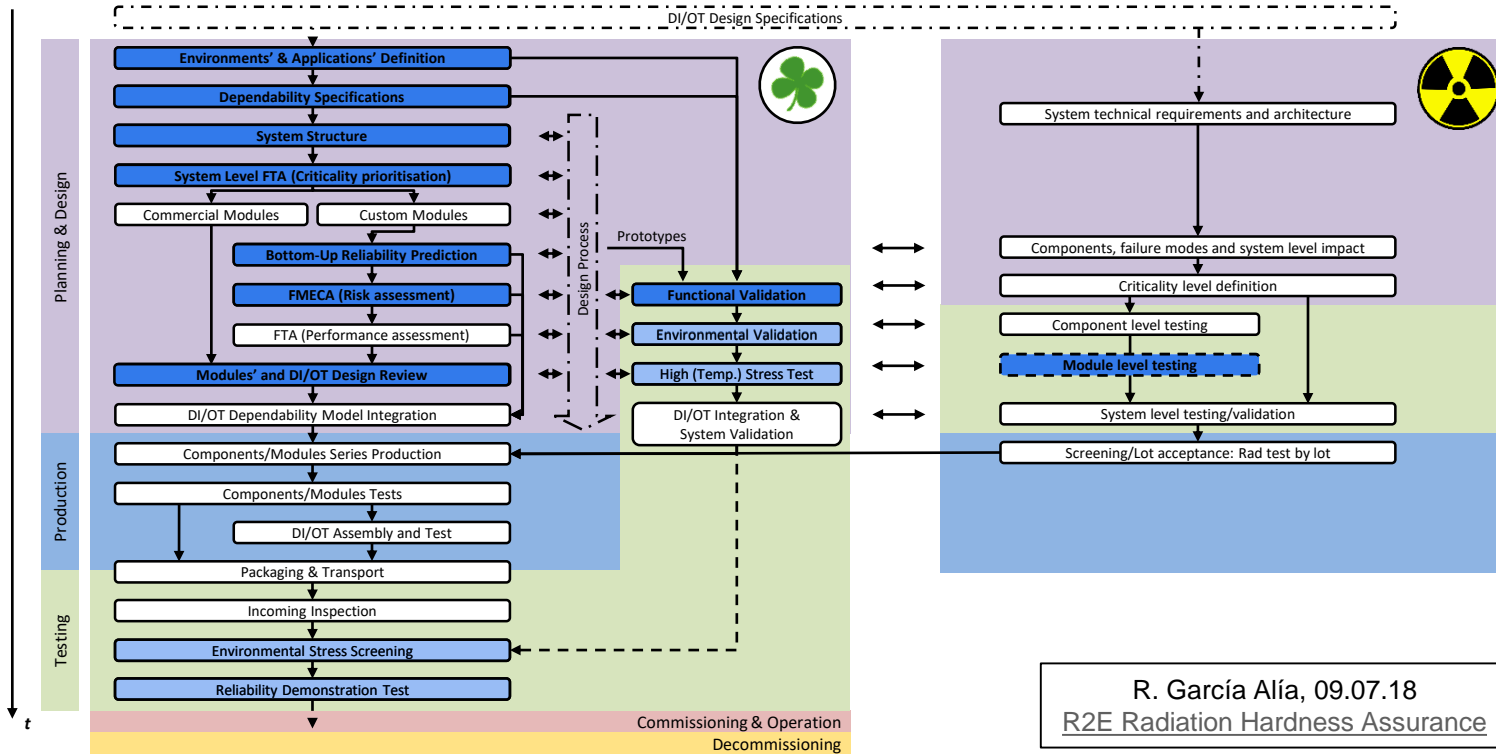 DI/OT Design Specifications
Planning & Design
Environments’ & Applications’ Definition
Dependability Specifications
System Structure
System Level FTA (Criticality prioritisation)
Commercial Modules
Custom Modules
Bottom-Up Reliability Prediction
FMECA (Risk assessment)
FTA (Performance assessment)
Modules’ and DI/OT Design Review
DI/OT Dependability Model Integration
Design Process
Prototypes
Functional Validation
Environmental Validation
High (Temp.) Stress Test
DI/OT Integration &
System Validation
System technical requirements and architecture
Components, failure modes and system level impact
Criticality level definition
Component level testing
Module level testing
System level testing/validation
Screening/Lot acceptance: Rad test by lot
Production
Components/Modules Series Production
Components/Modules Tests
DI/OT Assembly and Test
Packaging & Transport
Testing
Incoming Inspection
Environmental Stress Screening
Reliability Demonstration Test
t
Commissioning & Operation
Decommissioning
R. García Alía, 09.07.18
R2E Radiation Hardness Assurance